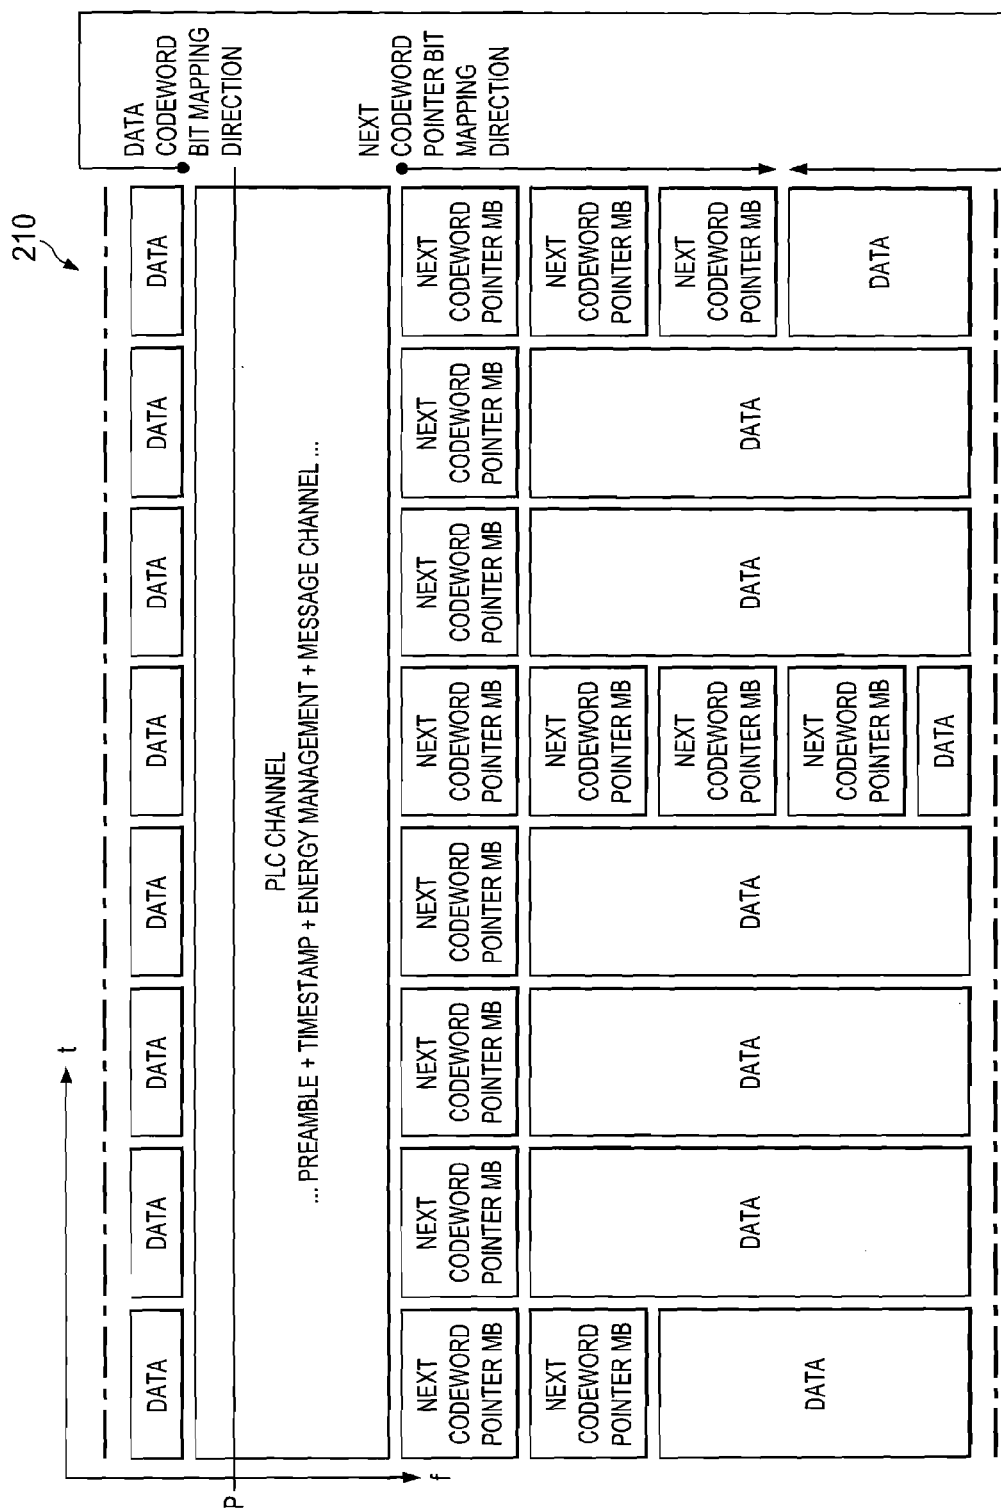 210
t
f
P
DATA
CODEWORD
BIT MAPPING
DIRECTION
NEXT
CODEWORD
POINTER BIT
MAPPING
DIRECTION
DATA
DATA
DATA
DATA
DATA
DATA
DATA
DATA
PLC CHANNEL
... PREAMBLE + TIMESTAMP + ENERGY MANAGEMENT + MESSAGE CHANNEL ...
NEXT
CODEWORD
POINTER MB
NEXT
CODEWORD
POINTER MB
NEXT
CODEWORD
POINTER MB
NEXT
CODEWORD
POINTER MB
NEXT
CODEWORD
POINTER MB
NEXT
CODEWORD
POINTER MB
NEXT
CODEWORD
POINTER MB
NEXT
CODEWORD
POINTER MB
NEXT
CODEWORD
POINTER MB
DATA
DATA
DATA
NEXT
CODEWORD
POINTER MB
DATA
DATA
NEXT
CODEWORD
POINTER MB
DATA
NEXT
CODEWORD
POINTER MB
NEXT
CODEWORD
POINTER MB
NEXT
CODEWORD
POINTER MB
DATA
DATA